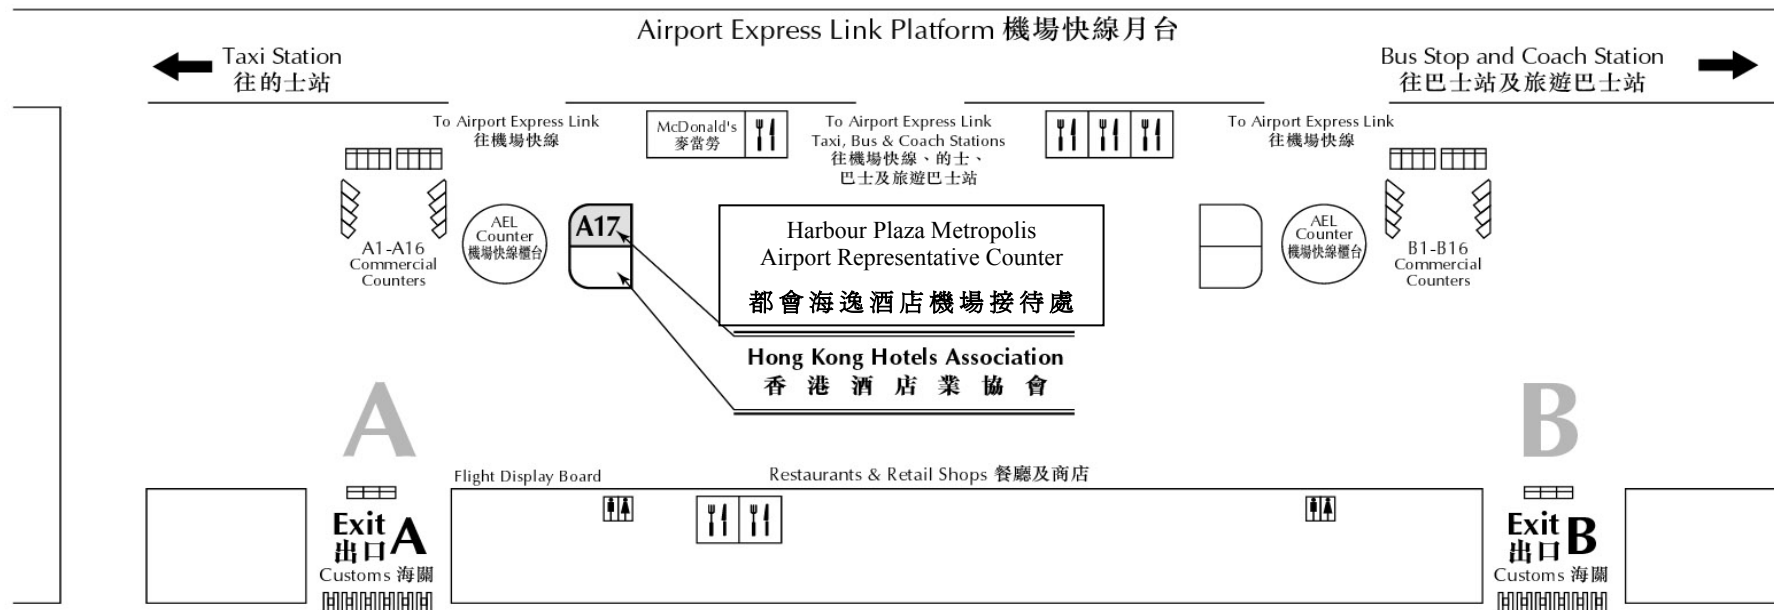 Airport Express Link Platform 機場快線月台
Taxi Station
往的士站
Bus Stop and Coach Station
往巴士站及旅遊巴士站
To Airport Express Link
往機場快線
McDonald's
麥當勞
To Airport Express Link
Taxi, Bus & Coach Stations
往機場快線、的士、
巴士及旅遊巴士站
To Airport Express Link
往機場快線
A1-A16
Commercial
Counters
AEL
Counter
機場快線櫃台
A17
Harbour Plaza Metropolis
Airport Representative Counter
都會海逸酒店機場接待處
AEL
Counter
機場快線櫃台
B1-B16
Commercial
Counters
Hong Kong Hotels Association
香港酒店業協會
A
B
Flight Display Board
Restaurants & Retail Shops 餐廳及商店
Exit A
出口
Customs 海關
Exit B
出口
Customs 海關